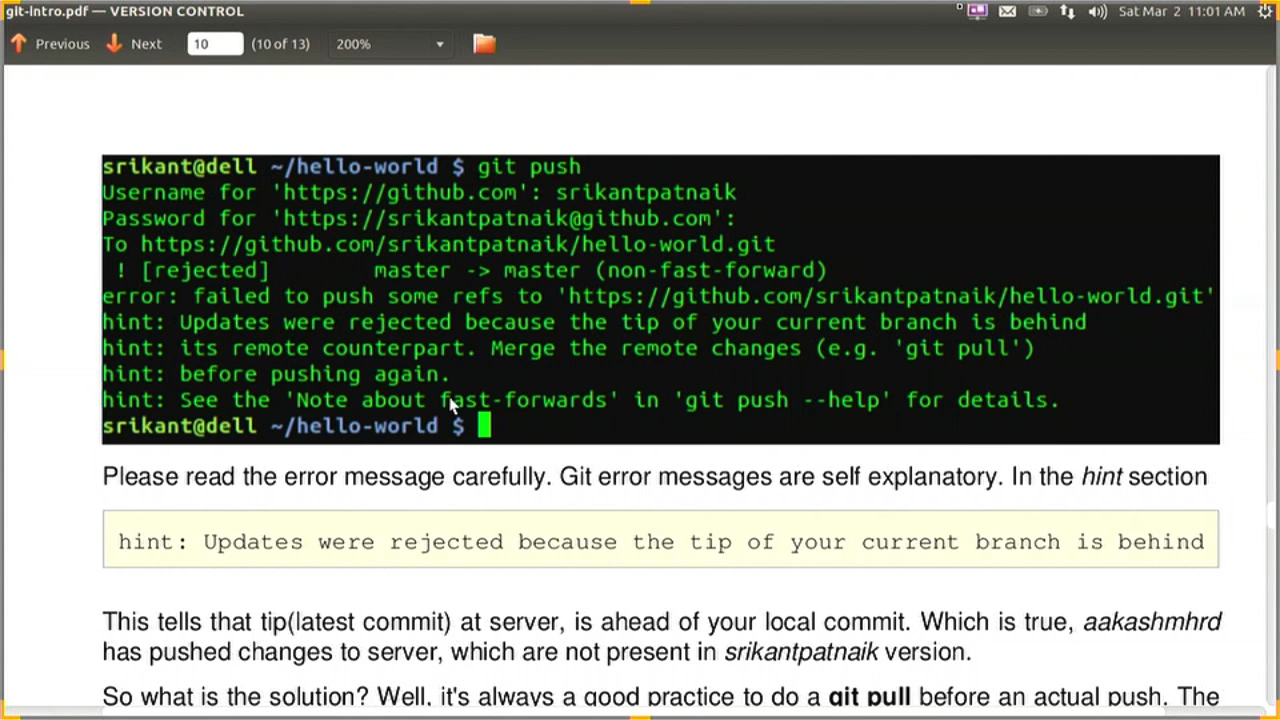 git-intro.pdf — VERSION CONTROL
Sat Mar 2 11:01 AM
Previous Next 10 (10 of 13) 200%
srikant@dell ~/hello-world $ git push
Username for 'https://github.com': srikantpatnaik
Password for 'https://srikantpatnaik@github.com':
To https://github.com/srikantpatnaik/hello-world.git
! [rejected] master -> master (non-fast-forward)
error: failed to push some refs to 'https://github.com/srikantpatnaik/hello-world.git'
hint: Updates were rejected because the tip of your current branch is behind
hint: its remote counterpart. Merge the remote changes (e.g. 'git pull')
hint: before pushing again.
hint: See the 'Note about fast-forwards' in 'git push --help' for details.
srikant@dell ~/hello-world $
Please read the error message carefully. Git error messages are self explanatory. In the hint section
hint: Updates were rejected because the tip of your current branch is behind
This tells that tip(latest commit) at server, is ahead of your local commit. Which is true, aakashmhrd
has pushed changes to server, which are not present in srikantpatnaik version.
So what is the solution? Well, it's always a good practice to do a git pull before an actual push. The